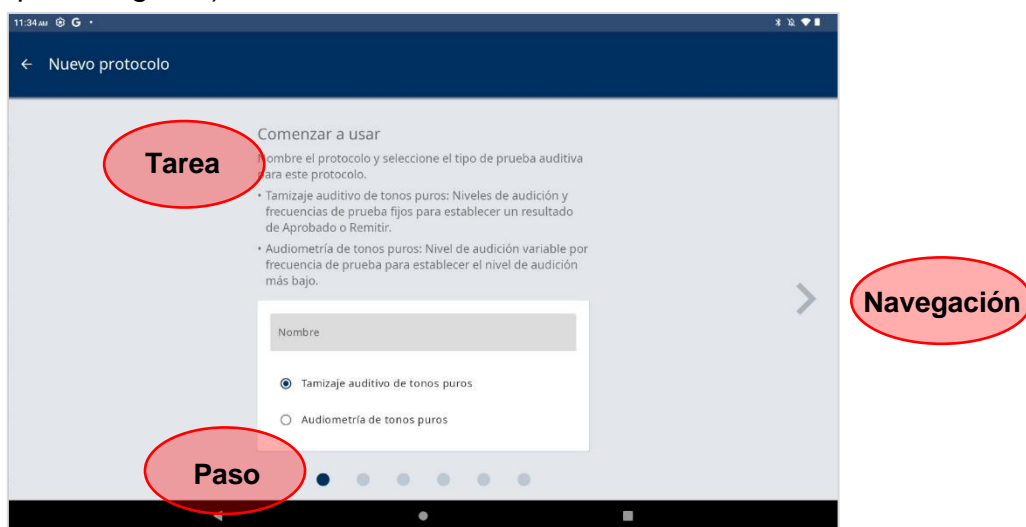 11:34 AM G
Nuevo protocolo
Comenzar a usar
Tarea
Nombre el protocolo y seleccione el tipo de prueba auditiva
para este protocolo.
• Tamizaje auditivo de tonos puros: Niveles de audición y
frecuencias de prueba fijos para establecer un resultado
de Aprobado o Remitir.
• Audiometría de tonos puros: Nivel de audición variable por
frecuencia de prueba para establecer el nivel de audición
más bajo.
Navegación
Nombre
Tamizaje auditivo de tonos puros
Audiometría de tonos puros
Paso